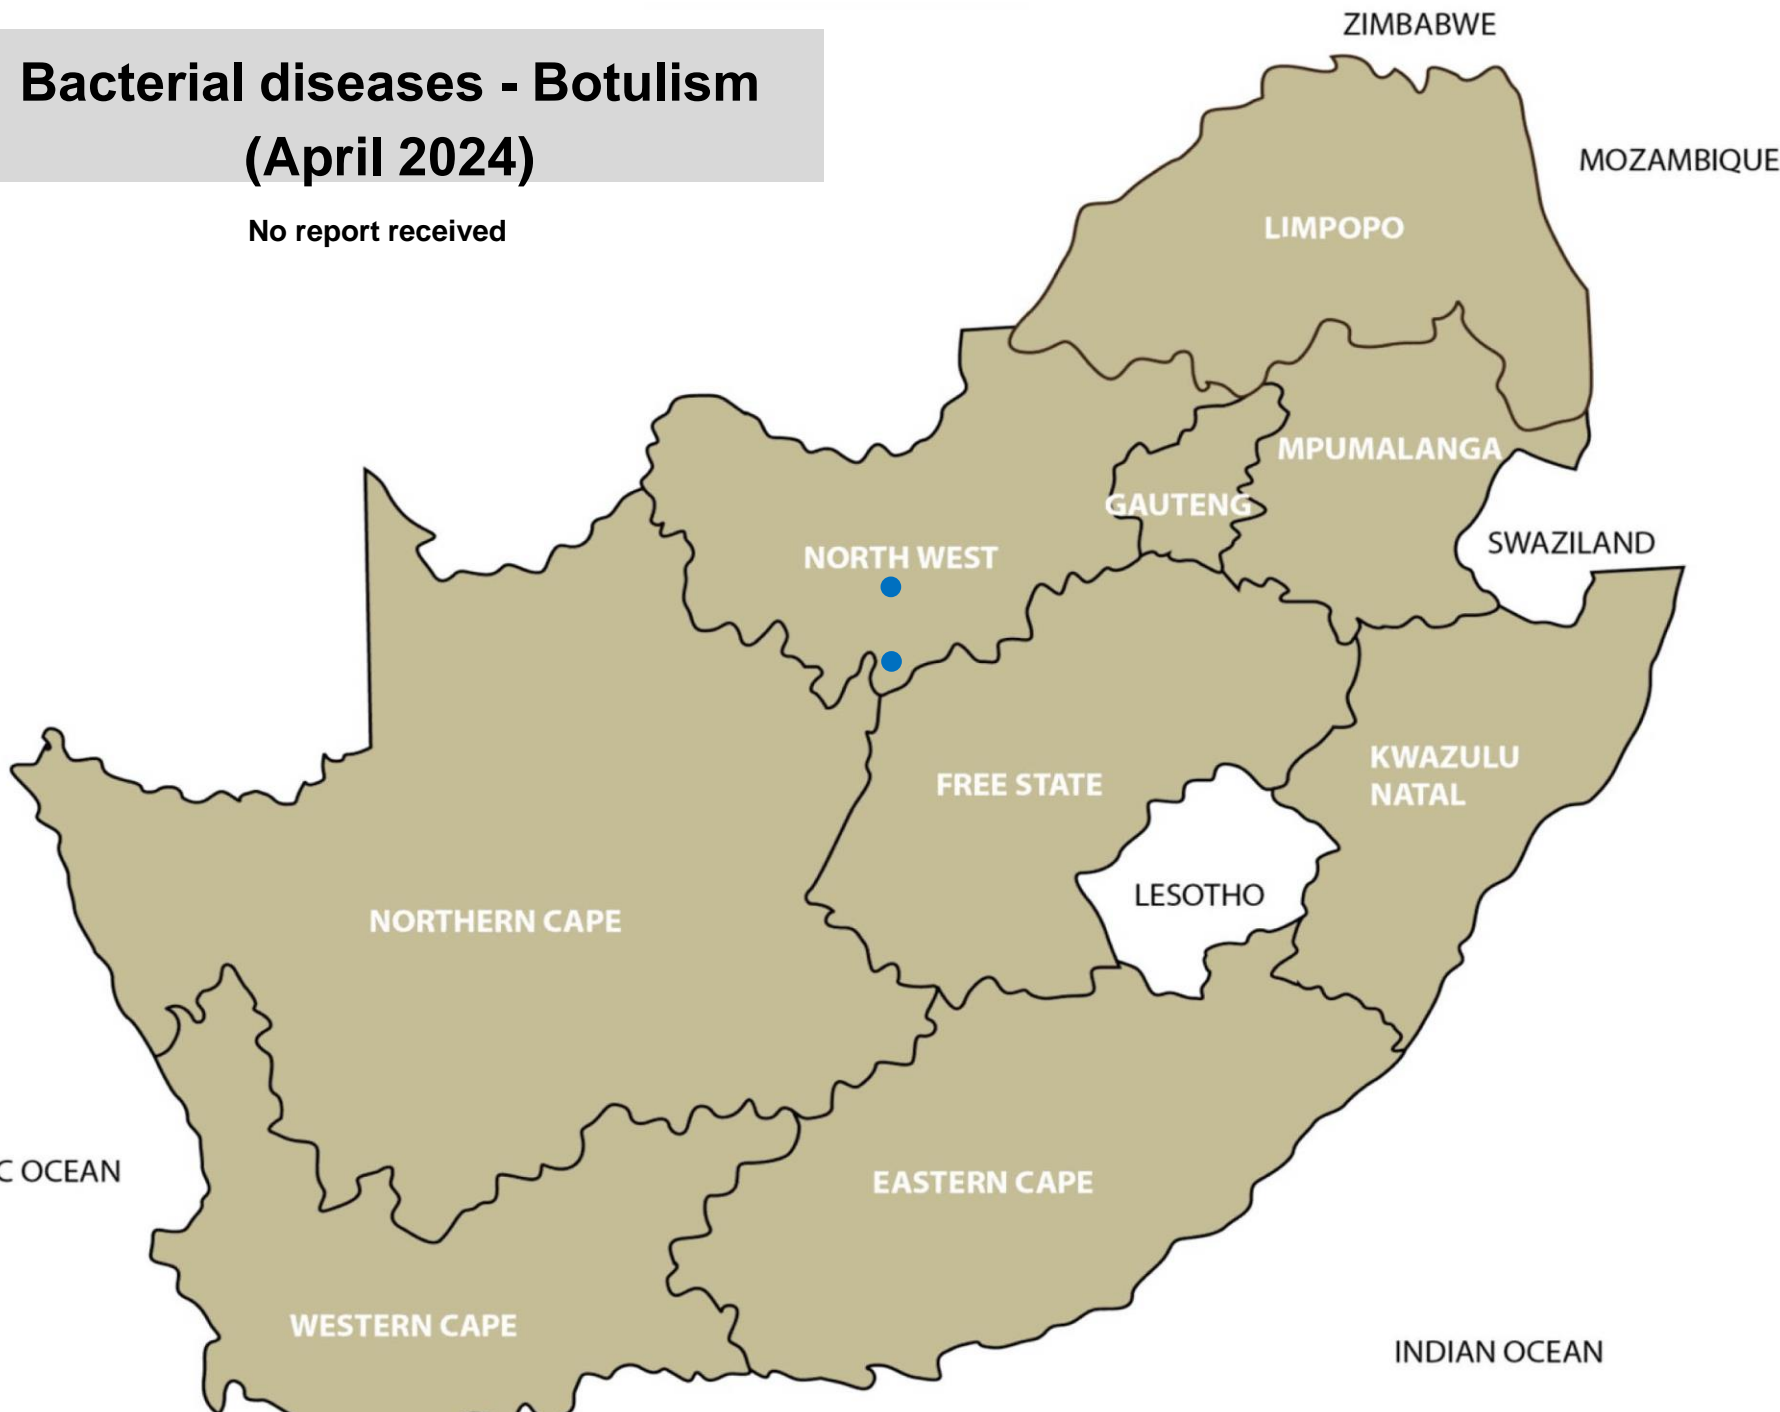 Bacterial diseases - Botulism
(April 2024)
No report received
ZIMBABWE
MOZAMBIQUE
LIMPOPO
MPUMALANGA
GAUTENG
SWAZILAND
NORTH WEST
KWAZULU
NATAL
FREE STATE
LESOTHO
NORTHERN CAPE
C OCEAN
EASTERN CAPE
WESTERN CAPE
INDIAN OCEAN